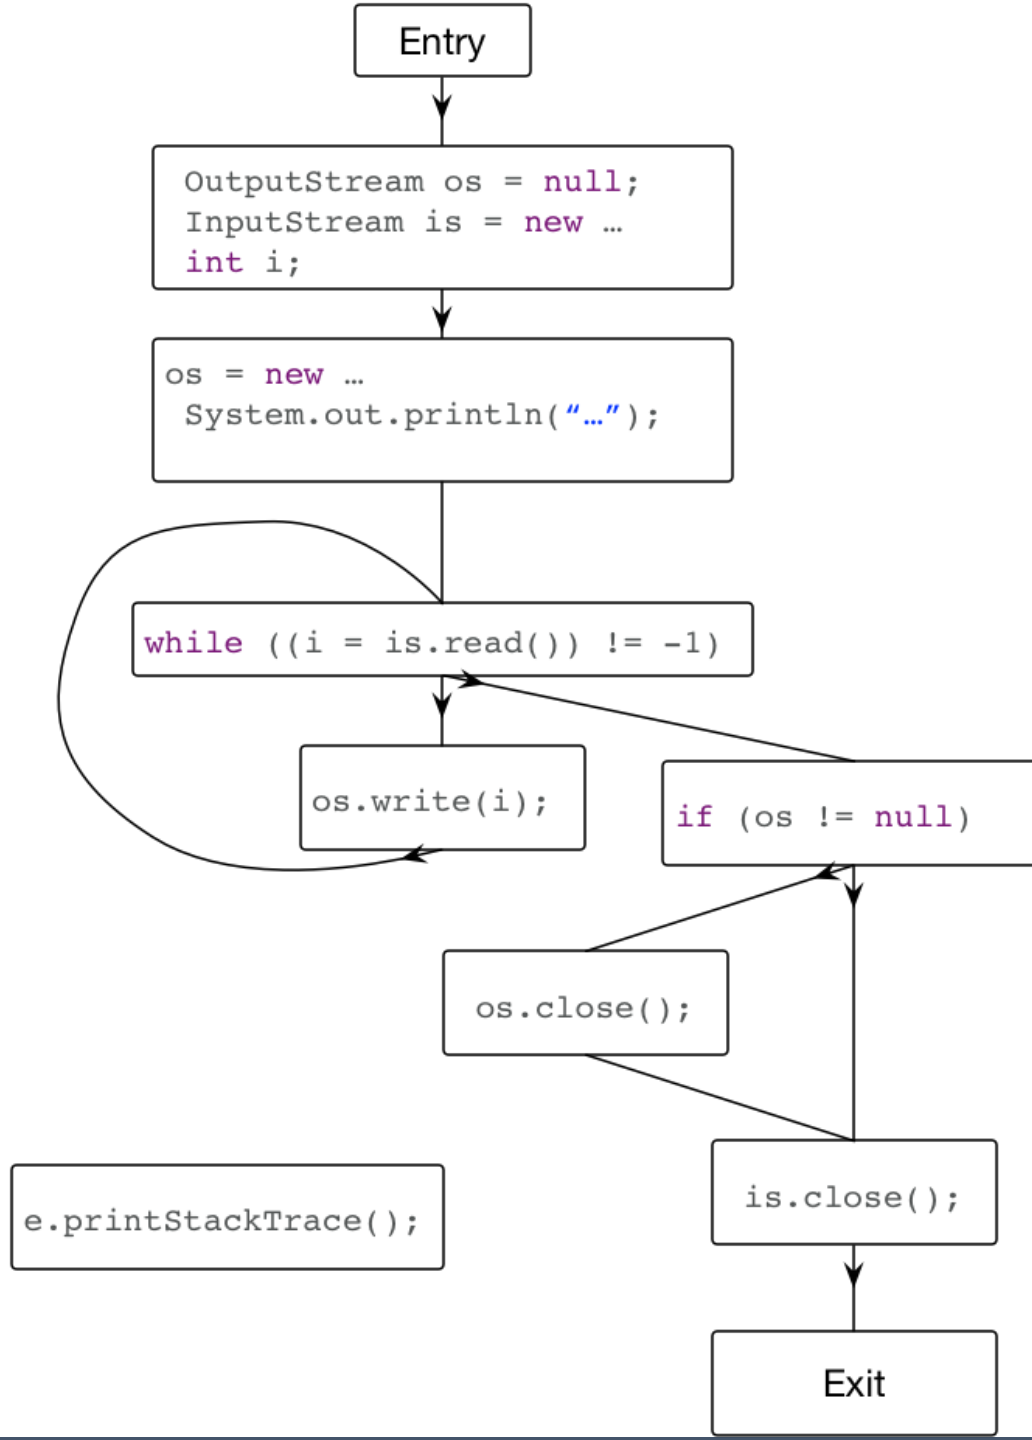 Entry
OutputStream os = null;
InputStream is = new …
int i;
os = new …
System.out.println(“…”);
while ((i = is.read()) != -1)
os.write(i);
if (os != null)
os.close();
e.printStackTrace();
is.close();
Exit